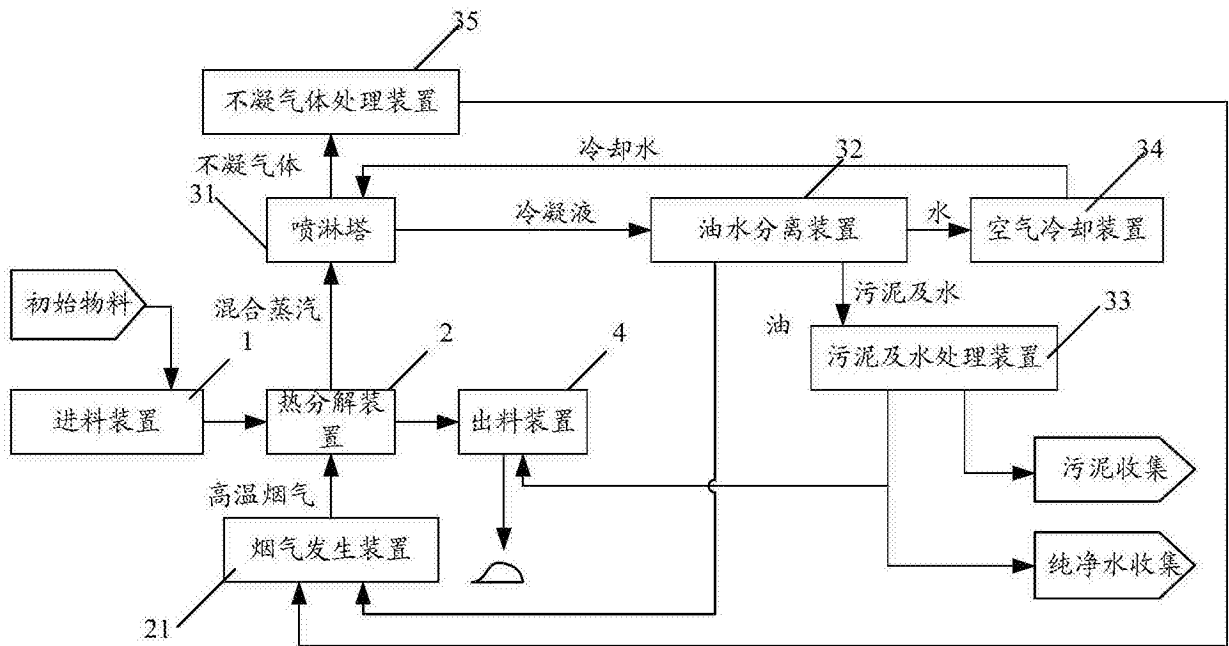 35
不凝气体处理装置
冷却水
32
34
不凝气体
31
喷淋塔
冷凝液
油水分离装置
水
空气冷却装置
初始物料
混合蒸汽
污泥及水
33
1
2
4
油
污泥及水处理装置
进料装置
热分解装
置
出料装置
污泥收集
高温烟气
烟气发生装置
纯净水收集
21